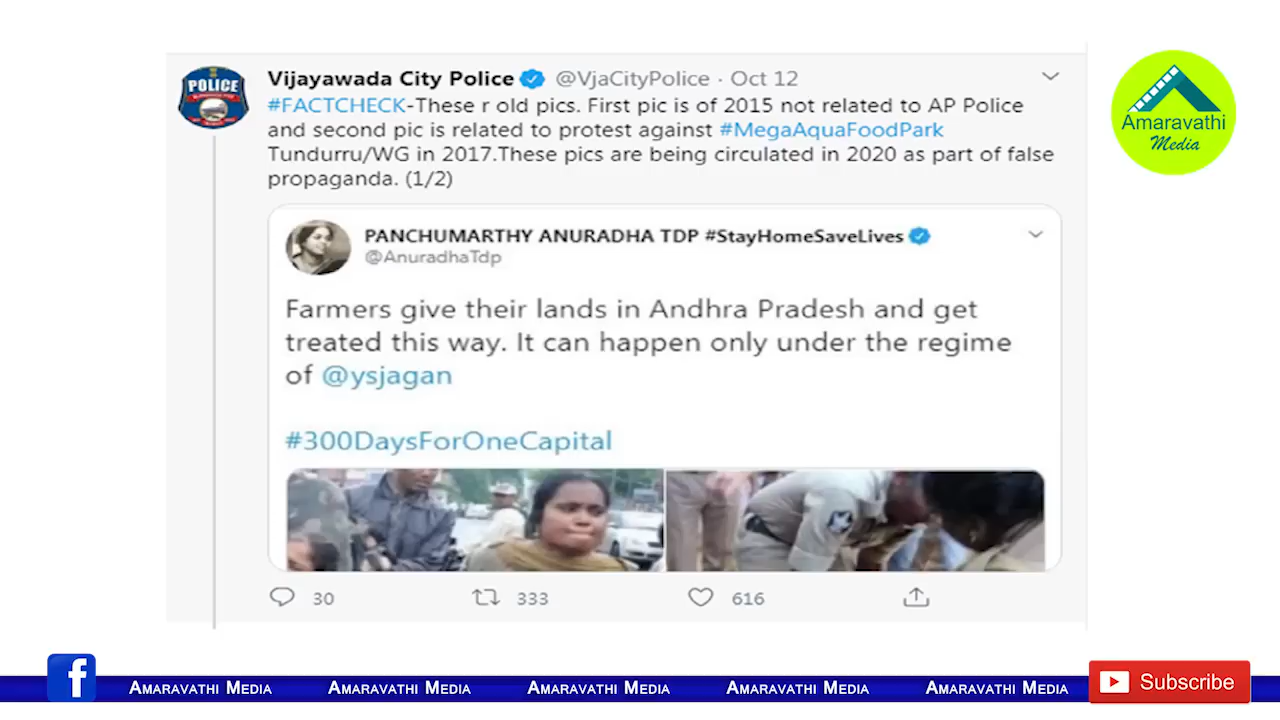 Vijayawada City Police @VjaCityPolice · Oct 12
#FACTCHECK-These r old pics. First pic is of 2015 not related to AP Police
and second pic is related to protest against #MegaAquaFoodPark
Tundurru/WG in 2017.These pics are being circulated in 2020 as part of false
propaganda. (1/2)
PANCHUMARTHY ANURADHA TDP #StayHomeSaveLives
@AnuradhaTdp
Farmers give their lands in Andhra Pradesh and get
treated this way. It can happen only under the regime
of @ysjagan
#300DaysForOneCapital
30 333 616
POLICE
Amaravathi
Media
f
AMARAVATHI MEDIA AMARAVATHI MEDIA AMARAVATHI MEDIA AMARAVATHI MEDIA AMARAVATHI MEDIA
Subscribe